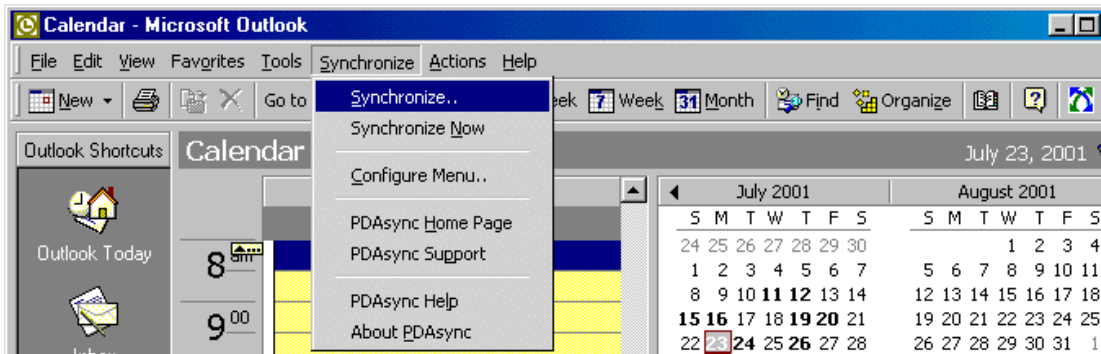 Calendar - Microsoft Outlook
File Edit View Favorites Tools Synchronize Actions Help
New Go to Week Month Find Organize
Synchronize..
Synchronize Now
Configure Menu..
PDAsync Home Page
PDAsync Support
PDAsync Help
About PDAsync
Outlook Shortcuts Calendar July 23, 2001
Outlook Today
8 am
9 00
July 2001
S M T W T F S
24 25 26 27 28 29 30
1 2 3 4 5 6 7
8 9 10 11 12 13 14
15 16 17 18 19 20 21
22 23 24 25 26 27 28
August 2001
S M T W T F S
1 2 3 4
5 6 7 8 9 10 11
12 13 14 15 16 17 18
19 20 21 22 23 24 25
26 27 28 29 30 31 1